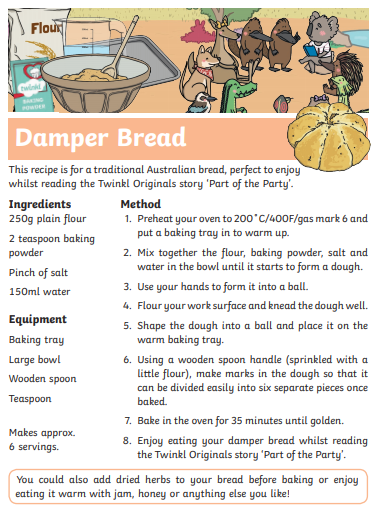 Flour
twinkl
BAKING
POWDER
Damper Bread
This recipe is for a traditional Australian bread, perfect to enjoy
whilst reading the Twinkl Originals story ‘Part of the Party’.
Ingredients
250g plain flour
2 teaspoon baking
powder
Pinch of salt
150ml water
Equipment
Baking tray
Large bowl
Wooden spoon
Teaspoon
Makes approx.
6 servings.
Method
1. Preheat your oven to 200˚C/400F/gas mark 6 and
put a baking tray in to warm up.
2. Mix together the flour, baking powder, salt and
water in the bowl until it starts to form a dough.
3. Use your hands to form it into a ball.
4. Flour your work surface and knead the dough well.
5. Shape the dough into a ball and place it on the
warm baking tray.
6. Using a wooden spoon handle (sprinkled with a
little flour), make marks in the dough so that it
can be divided easily into six separate pieces once
baked.
7. Bake in the oven for 35 minutes until golden.
8. Enjoy eating your damper bread whilst reading
the Twinkl Originals story ‘Part of the Party’.
You could also add dried herbs to your bread before baking or enjoy
eating it warm with jam, honey or anything else you like!